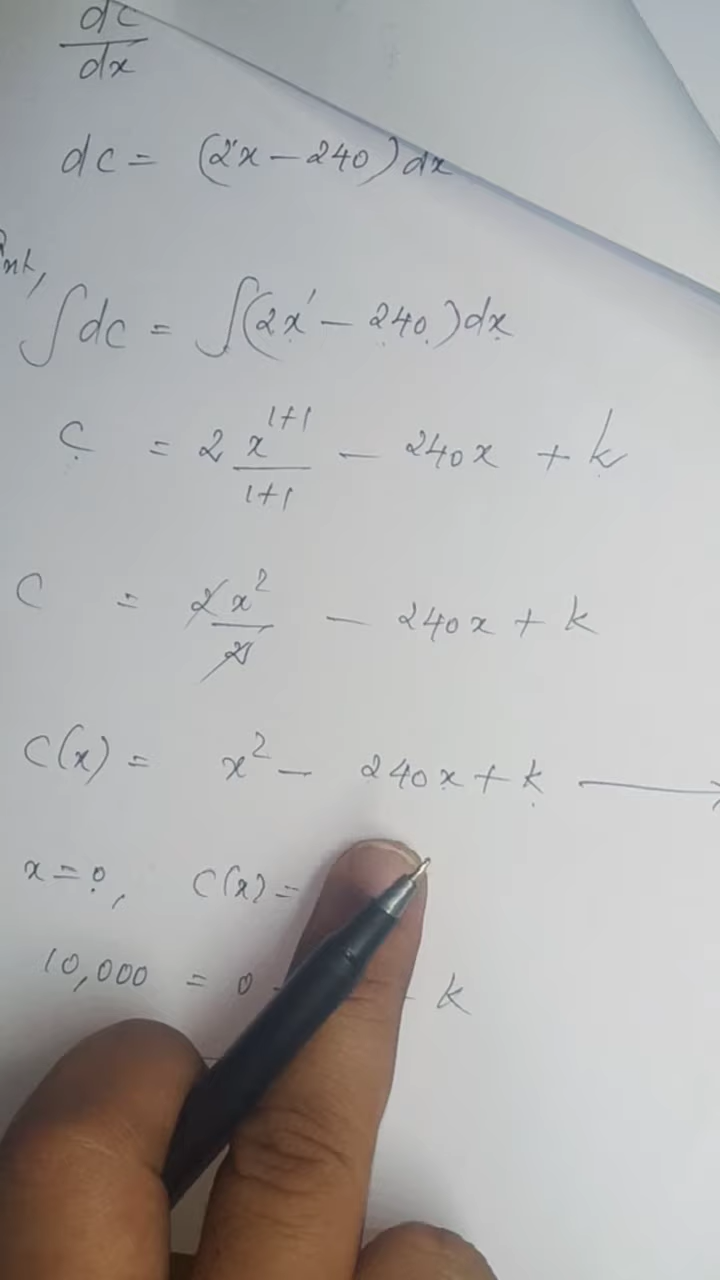 dc/dx
dc = (2x - 240) dx
∫dc = ∫(2x¹ - 240) dx
c = 2 x^(1+1)/(1+1) - 240x + k
C = 2x²/2 - 240x + k
C(x) = x² - 240x + k ⟶
x = 0, C(x) =
10,000 = 0 k